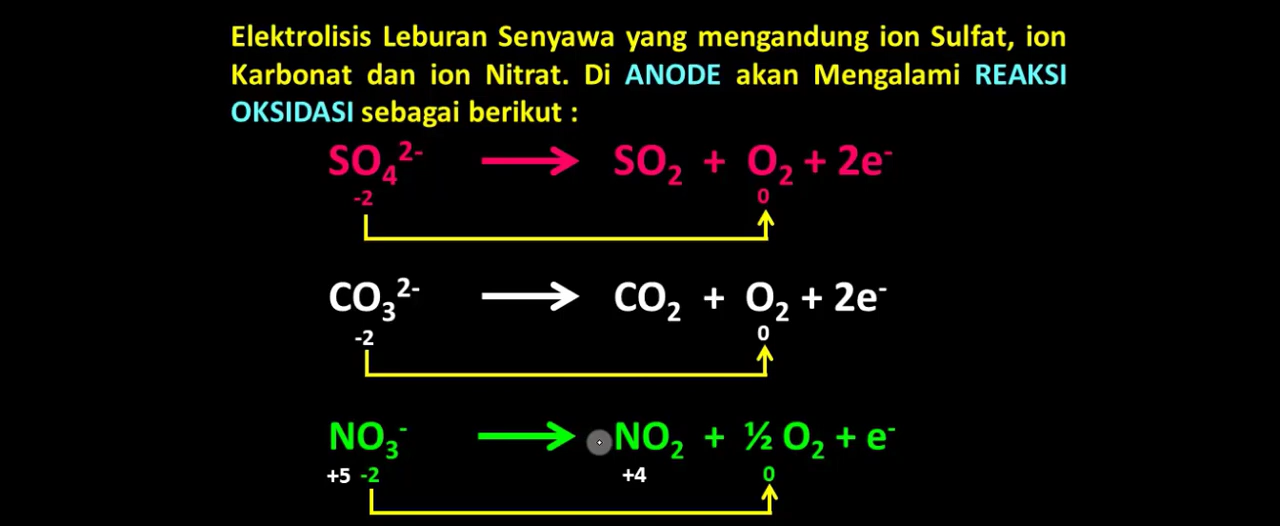 Elektrolisis Leburan Senyawa yang mengandung ion Sulfat, ion
Karbonat dan ion Nitrat. Di ANODE akan Mengalami REAKSI
OKSIDASI sebagai berikut :
SO₄²⁻ → SO₂ + O₂ + 2e⁻
-2 0
CO₃²⁻ → CO₂ + O₂ + 2e⁻
-2 0
NO₃⁻ → NO₂ + ½ O₂ + e⁻
+5 -2 +4 0